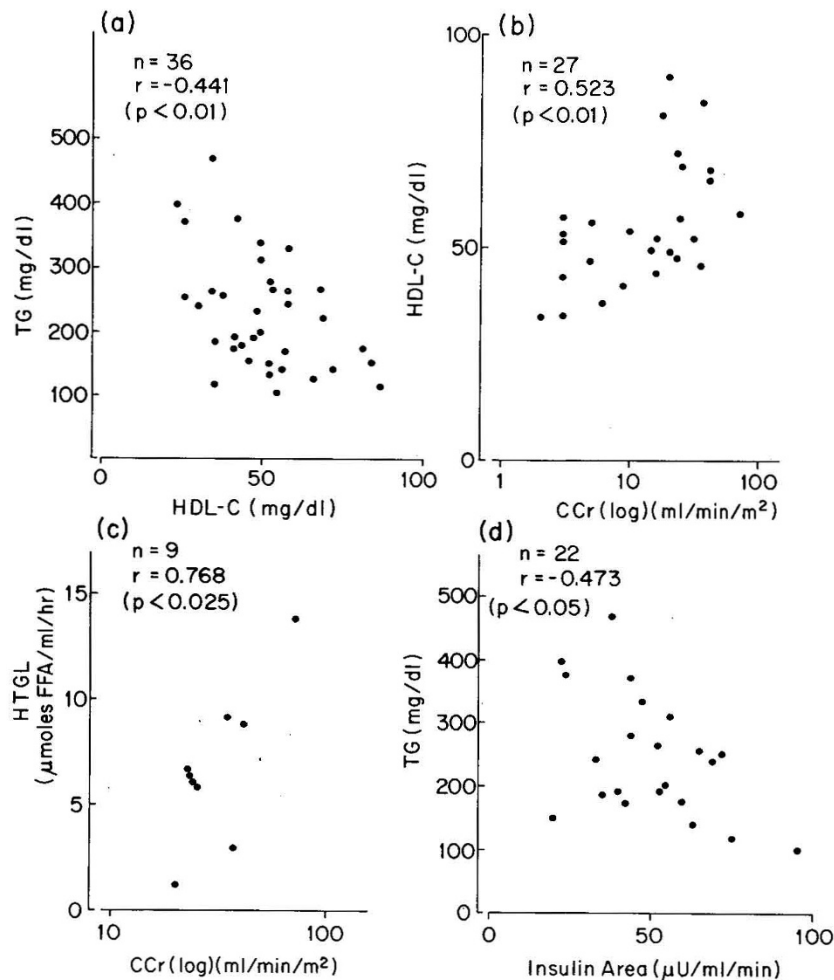 (a)
n = 36
r = -0.441
(p < 0.01)
500
400
300
200
100
TG (mg/dl)
0
50
100
HDL-C (mg/dl)
(b)
n = 27
r = 0.523
(p < 0.01)
100
50
0
HDL-C (mg/dl)
1
10
100
CCr (log) (ml/min/m²)
(c)
n = 9
r = 0.768
(p < 0.025)
15
10
5
0
HTGL
(μmoles FFA/ml/hr)
10
100
CCr (log) (ml/min/m²)
(d)
n = 22
r = -0.473
(p < 0.05)
500
400
300
200
100
0
TG (mg/dl)
0
50
100
Insulin Area (μU/ml/min)